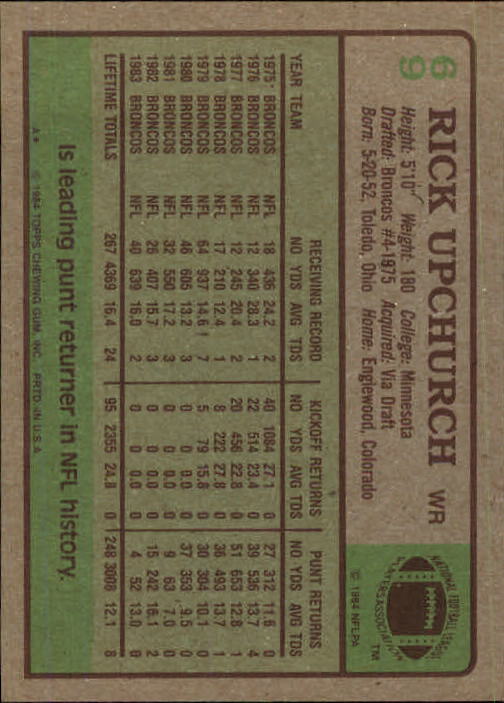 69
RICK UPCHURCH WR
Height: 5'10" Weight: 180 College: Minnesota
Drafted: Broncos #4-1975 Acquired: Via Draft
Born: 5-20-52, Toledo, Ohio Home: Englewood, Colorado
NATIONAL FOOTBALL LEAGUE PLAYERS ASSOCIATION
TM
© 1984 NFLPA
RECEIVING RECORD KICKOFF RETURNS PUNT RETURNS
YEAR TEAM NO YDS AVG TDS NO YDS AVG TDS NO YDS AVG TDS
1975 BRONCOS NFL 18 436 24.2 2 40 1084 27.1 0 27 312 11.6 0
1976 BRONCOS NFL 12 340 28.3 1 22 514 23.4 0 39 536 13.7 4
1977 BRONCOS NFL 12 245 20.4 2 20 456 22.8 0 51 653 12.8 1
1978 BRONCOS NFL 17 210 12.4 1 8 222 27.8 0 36 493 13.7 1
1979 BRONCOS NFL 64 937 14.6 7 5 79 15.8 0 30 304 10.1 0
1980 BRONCOS NFL 46 605 13.2 3 0 0 0.0 0 37 353 9.5 0
1981 BRONCOS NFL 32 550 17.2 3 0 0 0.0 0 9 63 7.0 0
1982 BRONCOS NFL 26 407 15.7 3 0 0 0.0 0 15 242 16.1 2
1983 BRONCOS NFL 40 639 16.0 2 0 0 0.0 0 4 52 13.0 0
LIFETIME TOTALS 267 4369 16.4 24 95 2355 24.8 0 248 3008 12.1 8
Is leading punt returner in NFL history.
A* © 1984 TOPPS CHEWING GUM, INC. PRTD. IN U.S.A.